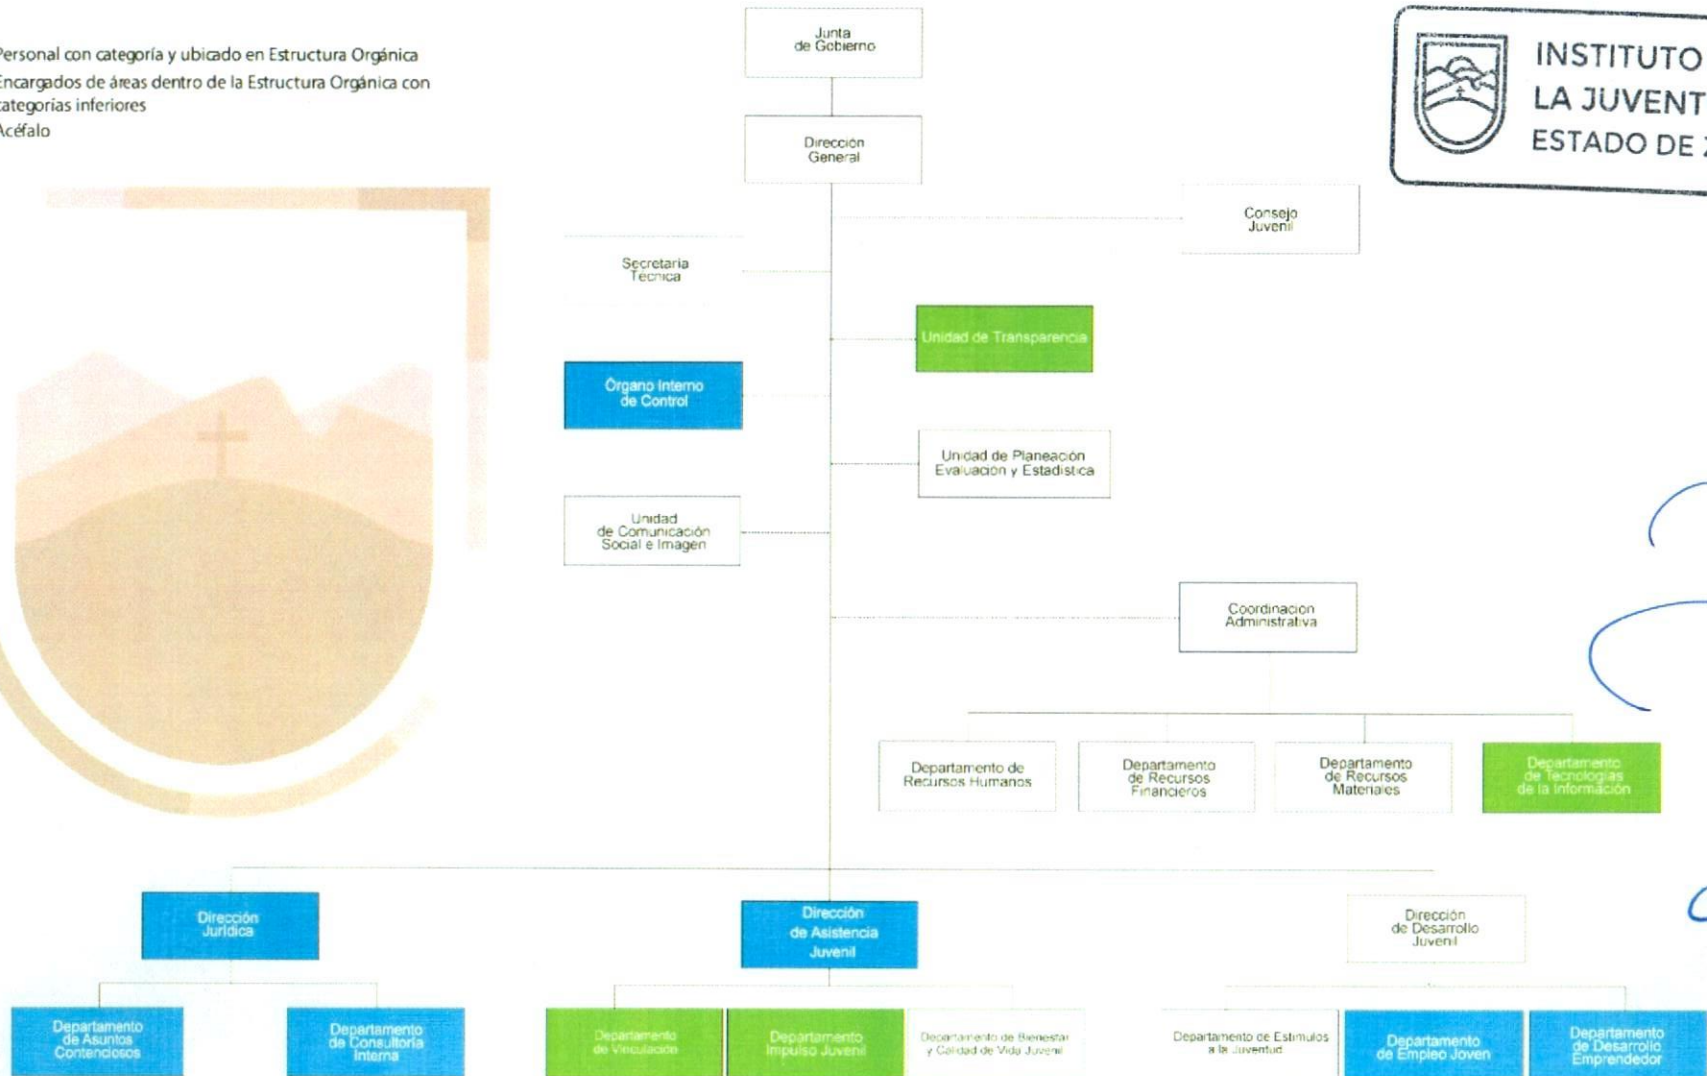 Personal con categoría y ubicado en Estructura Orgánica
Encargados de áreas dentro de la Estructura Orgánica con
categorías inferiores
Acéfalo
Junta
de Gobierno
INSTITUTO
LA JUVENT
ESTADO DE
Dirección
General
Consejo
Juvenil
Secretaría
Técnica
Unidad de Transparencia
Órgano Interno
de Control
Unidad de Planeación
Evaluación y Estadística
Unidad
de Comunicación
Social e Imagen
Coordinacion
Administrativa
Departamento de
Recursos Humanos
Departamento
de Recursos
Financieros
Departamento
de Recursos
Materiales
Departamento
de Tecnologías
de la Información
Dirección
Jurídica
Dirección
de Asistencia
Juvenil
Dirección
de Desarrollo
Juvenil
Departamento
de Asuntos
Contenciosos
Departamento
de Consultoría
Interna
Departamento
de Vinculación
Departamento
Impulso Juvenil
Departamento de Bienestar
y Calidad de Vida Juvenil
Departamento de Estímulos
a la Juventud
Departamento
de Empleo Joven
Departamento
de Desarrollo
Emprendedor